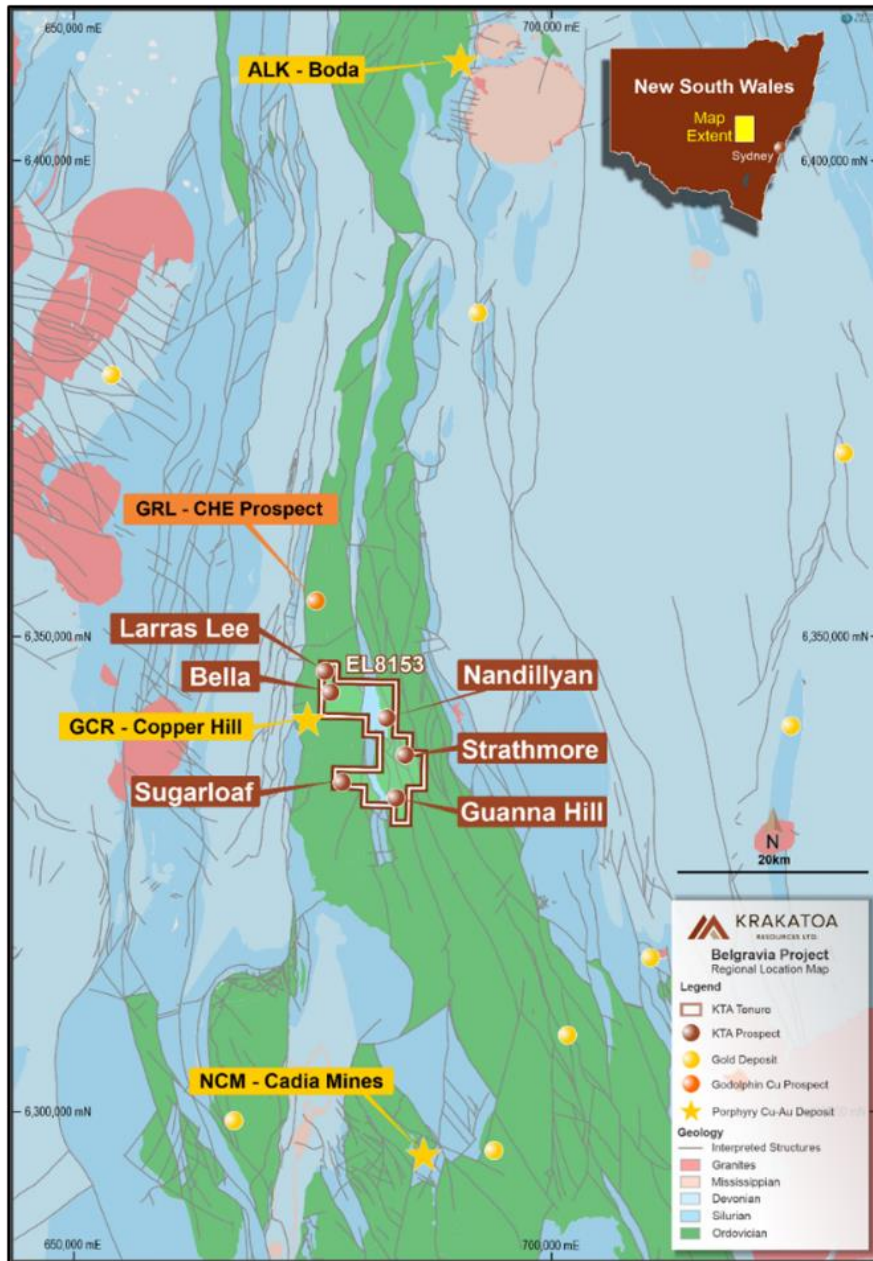 650,000 mE
700,000 mE
ALK - Boda
New South Wales
Map
Extent
Sydney
6,400,000 mE
6,400,000 mN
GRL - CHE Prospect
6,350,000 mN
6,350,000 mN
Larras Lee
EL8153
Bella
Nandillyan
GCR - Copper Hill
Strathmore
Sugarloaf
Guanna Hill
N
20km
KRAKATOA
RESOURCES LTD.
Belgravia Project
Regional Location Map
Legend
KTA Tenure
KTA Prospect
Gold Deposit
Godolphin Cu Prospect
Porphyry Cu-Au Deposit
NCM - Cadia Mines
6,300,000 mN
Geology
Interpreted Structures
Granites
Mississippian
Devonian
Silurian
Ordovician
650,000 mE
700,000 mE